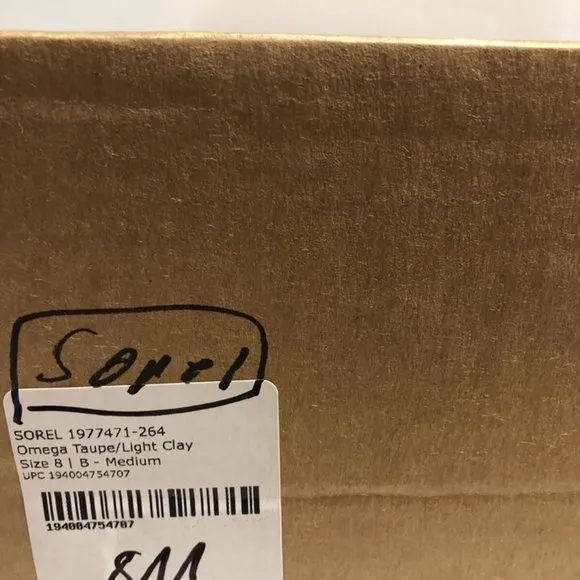 Sorel
SOREL 1977471-264
Omega Taupe/Light Clay
Size 8 | B - Medium
UPC 194004754707
194004754707